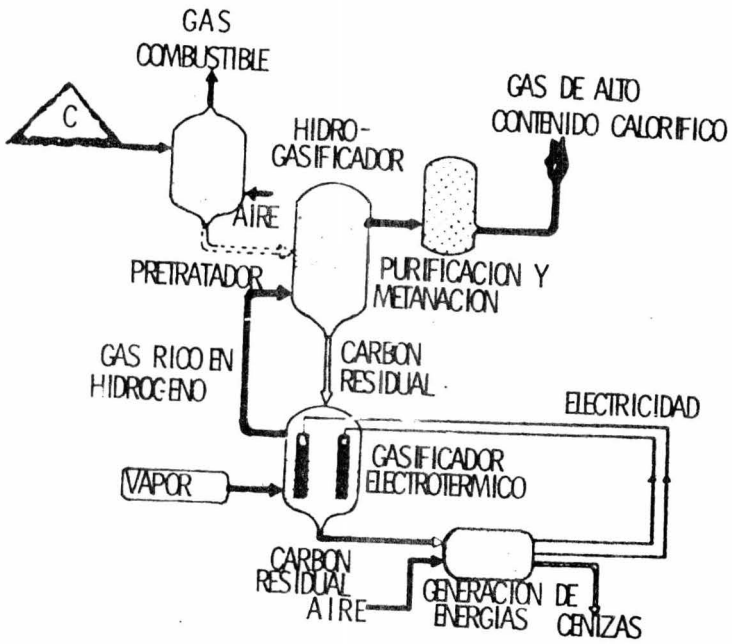 GAS
COMBUSTIBLE
C
GAS DE ALTO
CONTENIDO CALORIFICO
HIDRO-
GASIFICADOR
AIRE
PRETRATADOR
PURIFICACION Y
METANACION
GAS RICO EN
HIDROGENO
CARBON
RESIDUAL
ELECTRICIDAD
GASIFICADOR
ELECTROTERMICO
VAPOR
CARBON
RESIDUAL
AIRE
GENERACION DE
ENERGIAS
CENIZAS